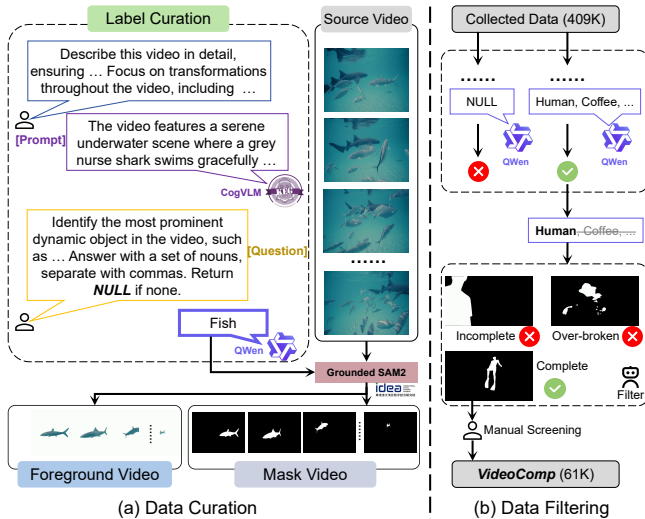 Label Curation
Describe this video in detail,
ensuring … Focus on transformations
throughout the video, including …
[Prompt]
The video features a serene
underwater scene where a grey
nurse shark swims gracefully …
CogVLM
Identify the most prominent
dynamic object in the video, such
as … Answer with a set of nouns,
separate with commas. Return
NULL if none.
[Question]
Fish
QWen
Source Video
......
Grounded SAM2
idea
Foreground Video
Mask Video
(a) Data Curation
Collected Data (409K)
......
......
NULL
QWen
Human, Coffee, ...
QWen
Human, Coffee, ...
Incomplete
Over-broken
Complete
Filter
Manual Screening
VideoComp (61K)
(b) Data Filtering